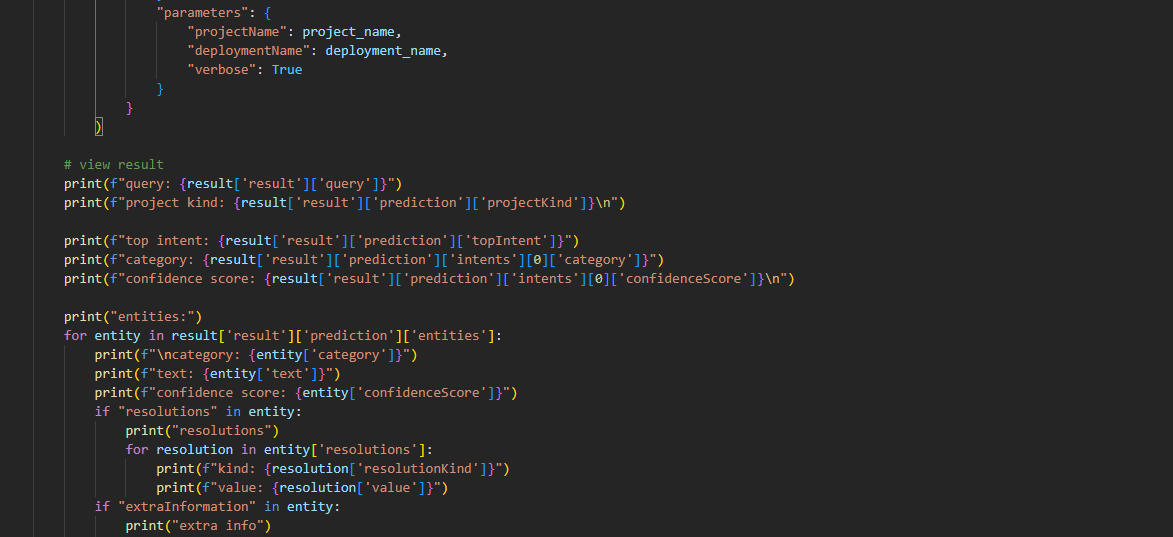 "parameters": {
"projectName": project_name,
"deploymentName": deployment_name,
"verbose": True
}
}
)
# view result
print(f"query: {result['result']['query']}")
print(f"project kind: {result['result']['prediction']['projectKind']}\n")
print(f"top intent: {result['result']['prediction']['topIntent']}")
print(f"category: {result['result']['prediction']['intents'][0]['category']}")
print(f"confidence score: {result['result']['prediction']['intents'][0]['confidenceScore']}\n")
print("entities:")
for entity in result['result']['prediction']['entities']:
print(f"\ncategory: {entity['category']}")
print(f"text: {entity['text']}")
print(f"confidence score: {entity['confidenceScore']}")
if "resolutions" in entity:
print("resolutions")
for resolution in entity['resolutions']:
print(f"kind: {resolution['resolutionKind']}")
print(f"value: {resolution['value']}")
if "extraInformation" in entity:
print("extra info")